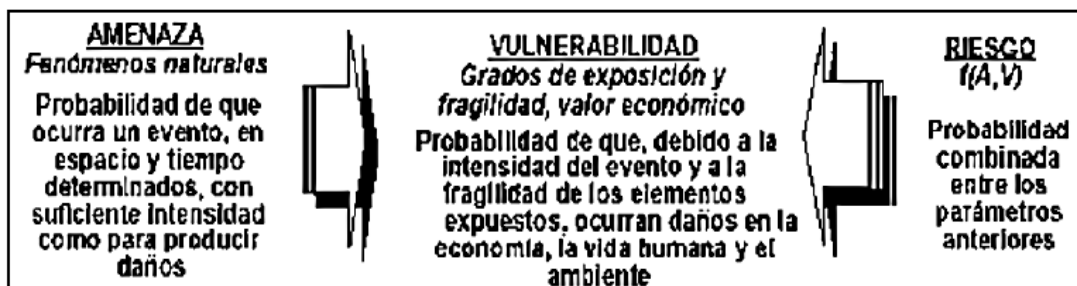 AMENAZA
Fenómenos naturales
Probabilidad de que
ocurra un evento, en
espacio y tiempo
determinados, con
suficiente intensidad
como para producir
daños
VULNERABILIDAD
Grados de exposición y
fragilidad, valor económico
Probabilidad de que, debido a la
intensidad del evento y a la
fragilidad de los elementos
expuestos, ocurran daños en la
economía, la vida humana y el
ambiente
RIESGO
f(A,V)
Probabilidad
combinada
entre los
parámetros
anteriores